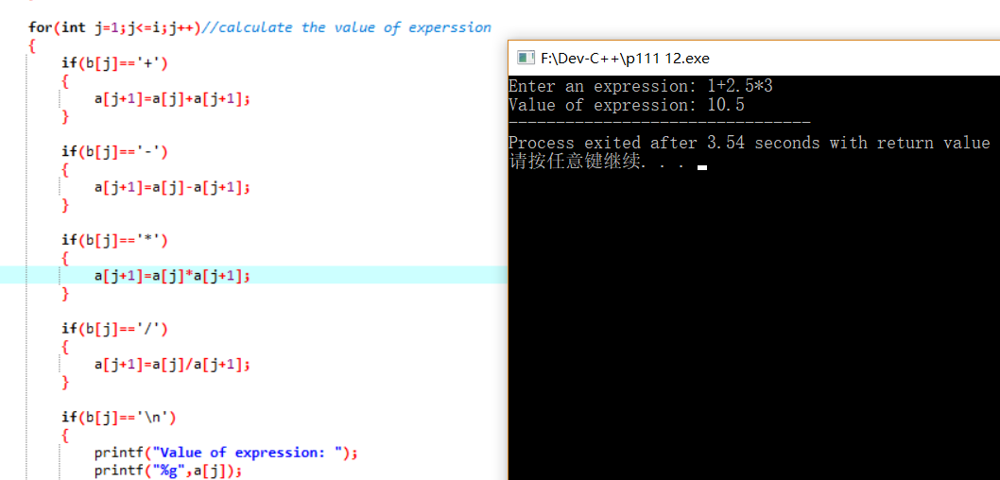 for(int j=1;j<=i;j++)//calculate the value of experssion
{
if(b[j]=='+')
{
a[j+1]=a[j]+a[j+1];
}
if(b[j]=='-')
{
a[j+1]=a[j]-a[j+1];
}
if(b[j]=='*')
{
a[j+1]=a[j]*a[j+1];
}
if(b[j]=='/')
{
a[j+1]=a[j]/a[j+1];
}
if(b[j]=='\n')
{
printf("Value of expression: ");
printf("%g",a[j]);
F:\Dev-C++\p111 12.exe
Enter an expression: 1+2.5*3
Value of expression: 10.5
--------------------------------
Process exited after 3.54 seconds with return value
请按任意键继续. . .